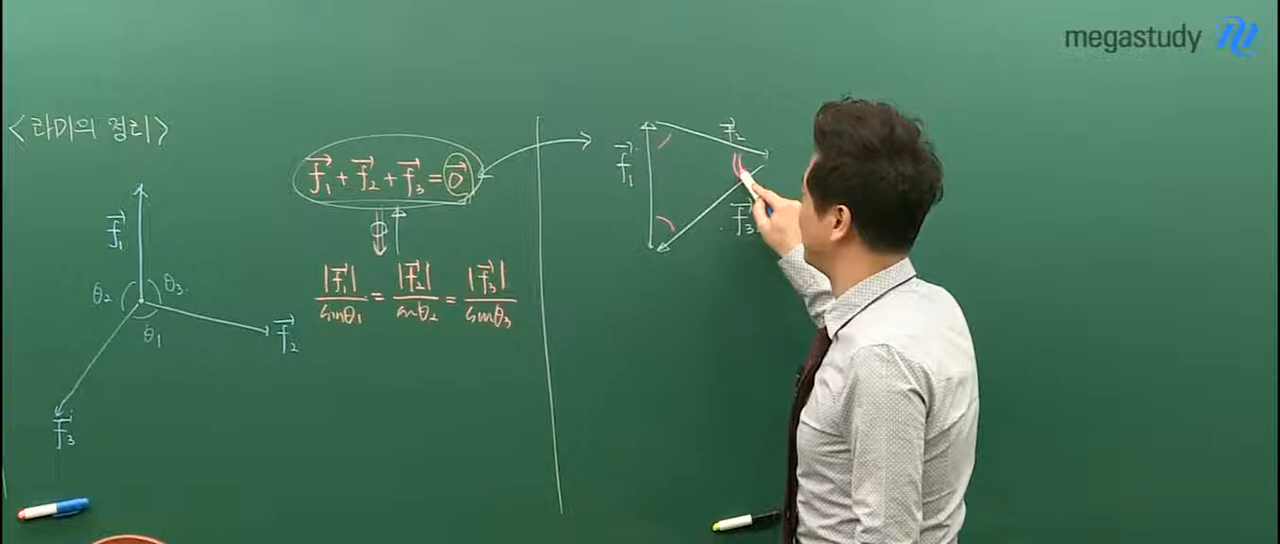 megastudy
<라미의 정리>
f₁
θ₂ θ₃
θ₁
f₂
f₃
f₁ + f₂ + f₃ = 0
|f₁|/sinθ₁ = |f₂|/sinθ₂ = |f₃|/sinθ₃
f₁
f₂
f₃